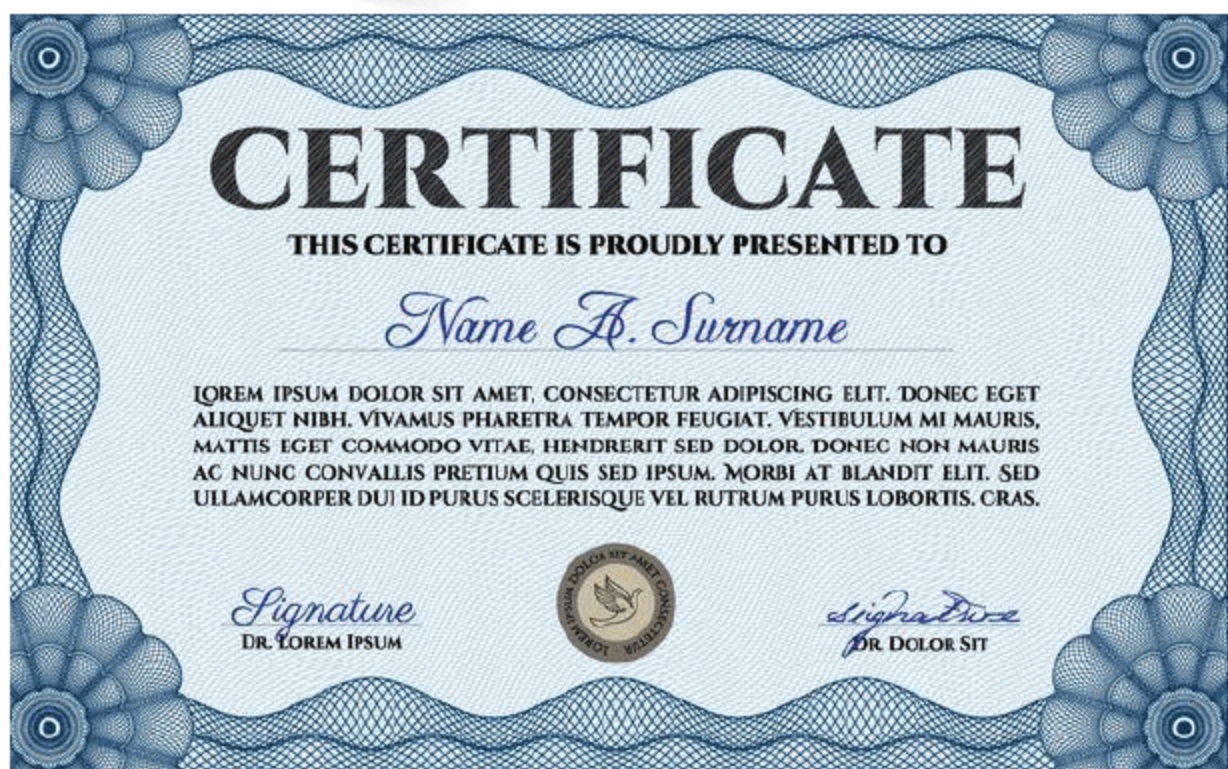 CERTIFICATE
THIS CERTIFICATE IS PROUDLY PRESENTED TO
Name A. Surname
LOREM IPSUM DOLOR SIT AMET, CONSECTETUR ADIPISCING ELIT. DONEC EGET
ALIQUET NIBH. VIVAMUS PHARETRA TEMPOR FEUGIAT. VESTIBULUM MI MAURIS,
MATTIS EGET COMMODO VITAE, HENDRERIT SED DOLOR. DONEC NON MAURIS
AC NUNC CONVALLIS PRETIUM QUIS SED IPSUM. MORBI AT BLANDIT ELIT. SED
ULLAMCORPER DUI ID PURUS SCELERISQUE VEL RUTRUM PURUS LOBORTIS. CRAS.
LOREM IPSUM DOLOR SIT AMET CONSECTETUR
Signature
DR. LOREM IPSUM
Signature
DR. DOLOR SIT